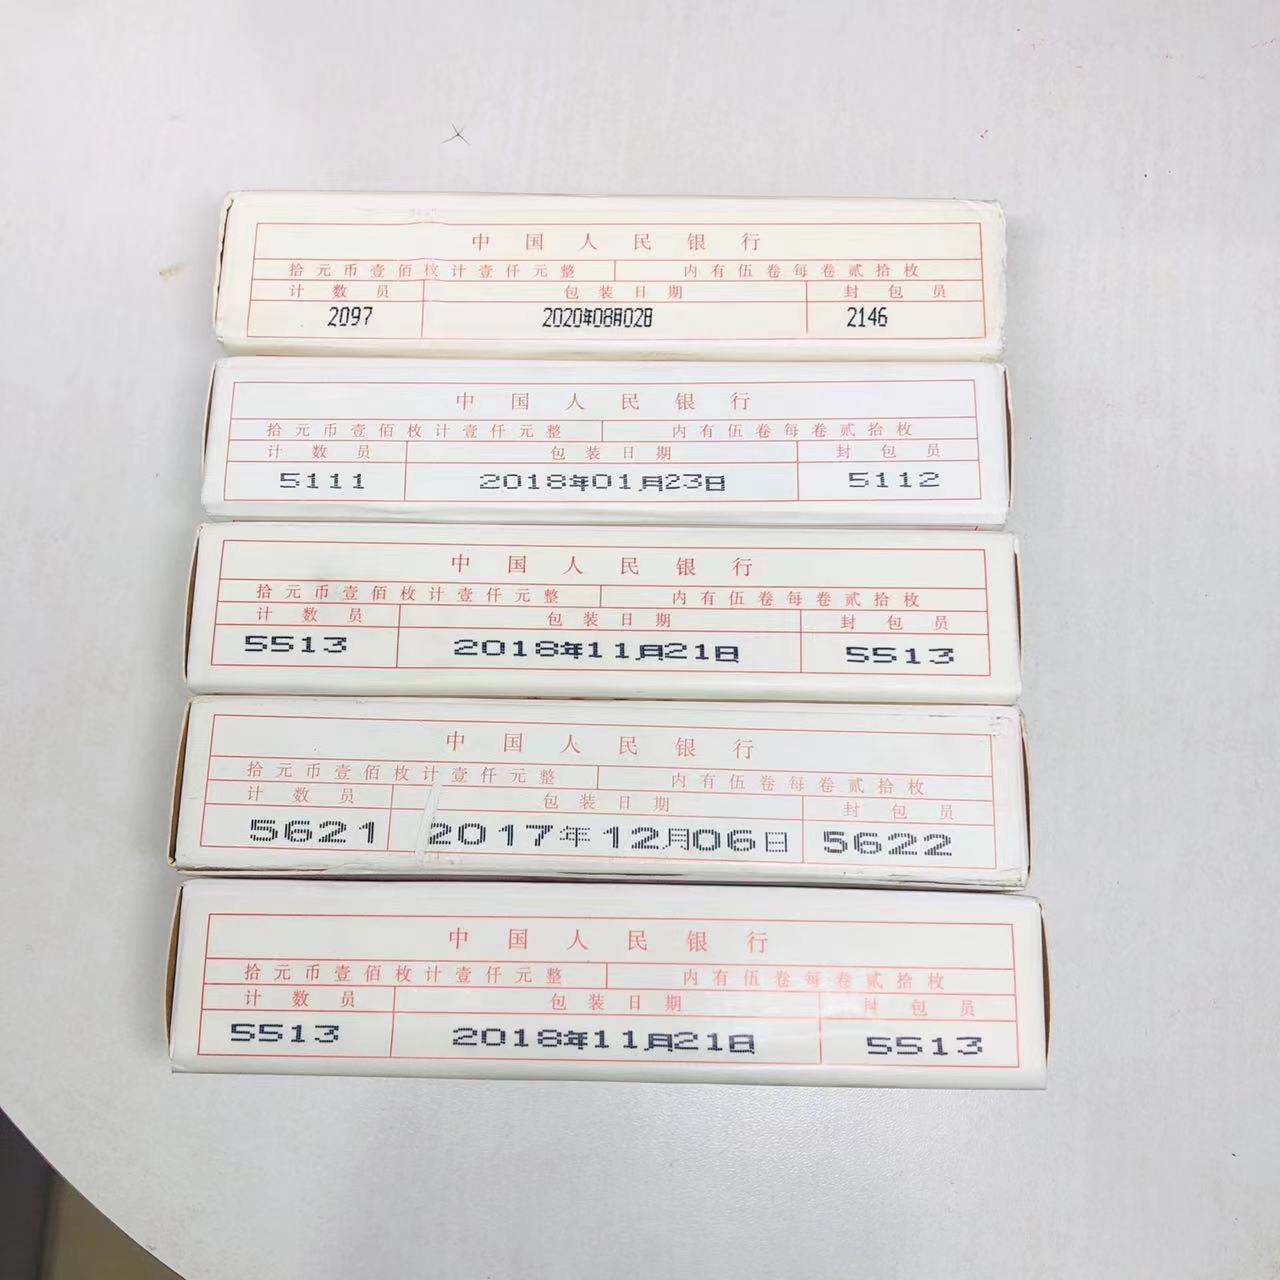 中国人民银行
拾元币壹佰枚计壹仟元整 内有伍卷每卷贰拾枚
计数员 包装日期 封包员
2097 2020年08月02日 2146
中国人民银行
拾元币壹佰枚计壹仟元整 内有伍卷每卷贰拾枚
计数员 包装日期 封包员
5111 2018年01月23日 5112
中国人民银行
拾元币壹佰枚计壹仟元整 内有伍卷每卷贰拾枚
计数员 包装日期 封包员
5513 2018年11月21日 5513
中国人民银行
拾元币壹佰枚计壹仟元整 内有伍卷每卷贰拾枚
计数员 包装日期 封包员
5621 2017年12月06日 5622
中国人民银行
拾元币壹佰枚计壹仟元整 内有伍卷每卷贰拾枚
计数员 包装日期 封包员
5513 2018年11月21日 5513